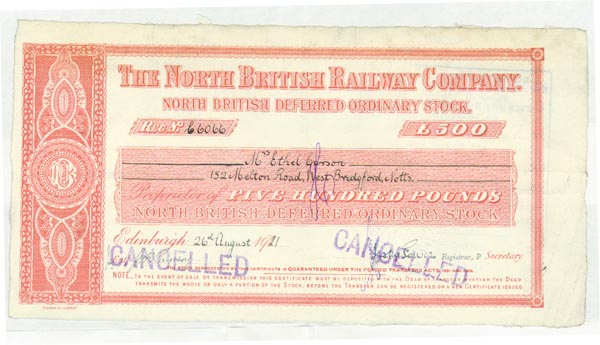 THE NORTH BRITISH RAILWAY COMPANY.
NORTH BRITISH DEFERRED ORDINARY STOCK.
Reg. No. 66066 £500
Mrs Ethel Gerson
152 Melton Road, West Bridgford, Notts.
Proprietor of FIVE HUNDRED POUNDS
NORTH BRITISH DEFERRED ORDINARY STOCK
Edinburgh 26th August 1921
CANCELLED CANCELLED
Registrar, P Secretary.
CERTIFICATE IS GUARANTEED UNDER THE FORGED TRANSFERS ACTS
NOTE. IN THE EVENT OF SALE OR TRANSMISSION THIS CERTIFICATE MUST BE DEPOSITED WITH THE DEED THE DEED
TRANSMITS THE WHOLE OR ONLY A PORTION OF THE STOCK, BEFORE THE TRANSFER CAN BE REGISTERED OR A NEW CERTIFICATE ISSUED